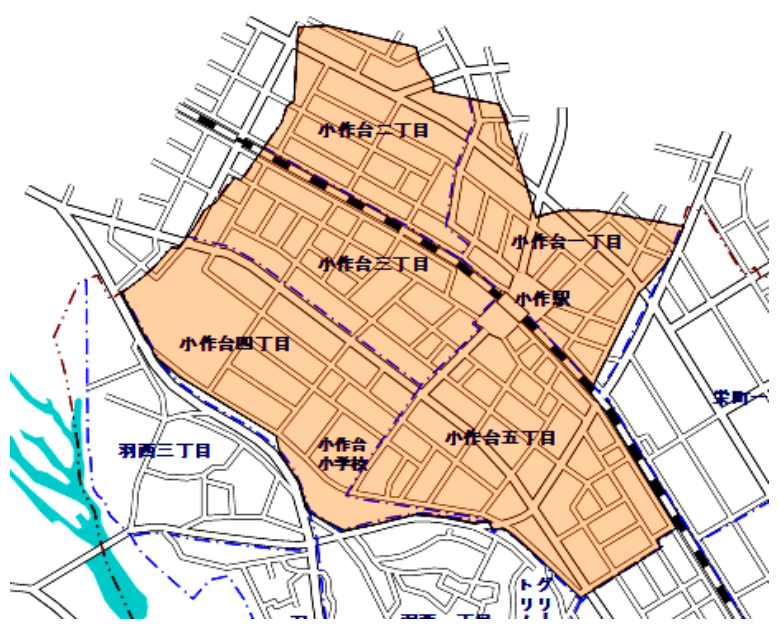 小作台二丁目
小作台一丁目
小作台三丁目
小作駅
小作台四丁目
栄町一
小作台五丁目
小作台
小学校
羽西三丁目
グリー
トリム